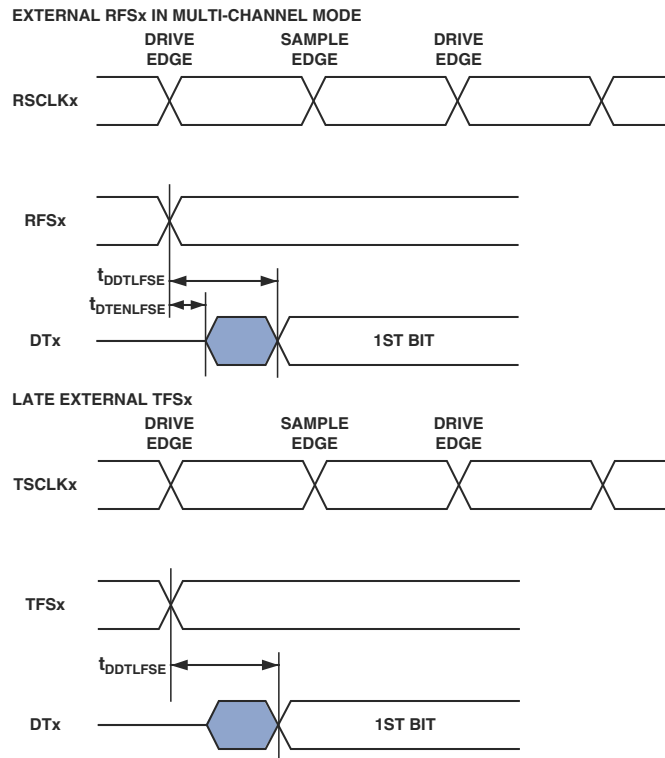 EXTERNAL RFSx IN MULTI-CHANNEL MODE
DRIVE EDGE
SAMPLE EDGE
DRIVE EDGE
RSCLKx
RFSx
tDDTLFSE
tDTENLFSE
DTx
1ST BIT
LATE EXTERNAL TFSx
DRIVE EDGE
SAMPLE EDGE
DRIVE EDGE
TSCLKx
TFSx
tDDTLFSE
DTx
1ST BIT